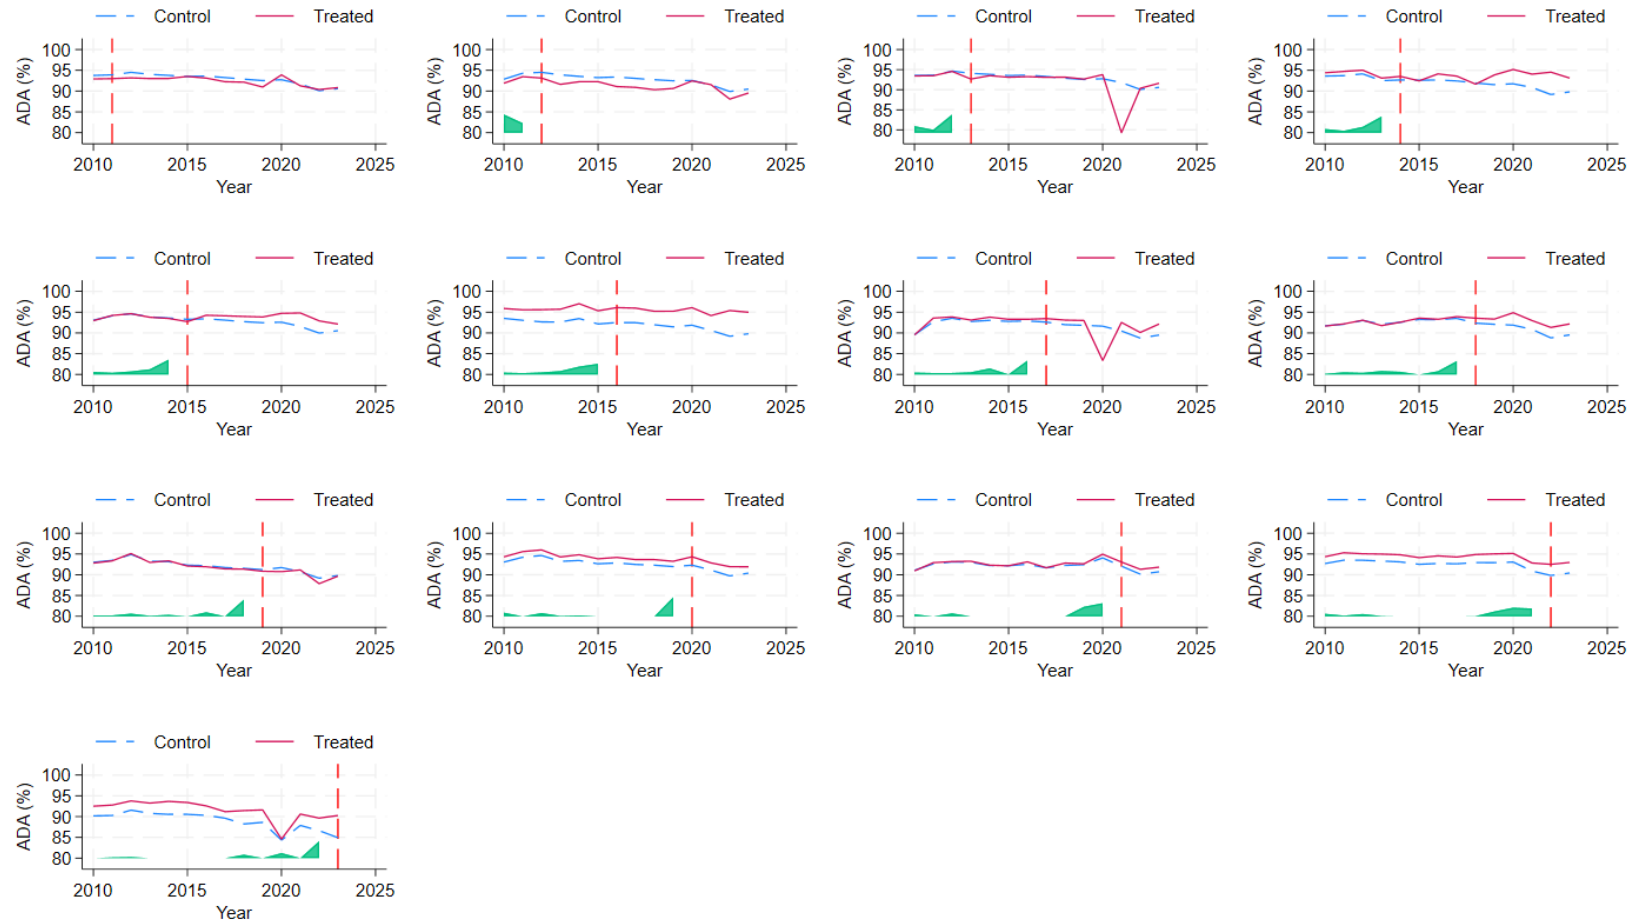 Control Treated Control Treated Control Treated Control Treated
ADA (%) 100 95 90 85 80 ADA (%) 100 95 90 85 80 ADA (%) 100 95 90 85 80 ADA (%) 100 95 90 85 80
2010 2015 2020 2025 2010 2015 2020 2025 2010 2015 2020 2025 2010 2015 2020 2025
Year Year Year Year
Control Treated Control Treated Control Treated Control Treated
ADA (%) 100 95 90 85 80 ADA (%) 100 95 90 85 80 ADA (%) 100 95 90 85 80 ADA (%) 100 95 90 85 80
2010 2015 2020 2025 2010 2015 2020 2025 2010 2015 2020 2025 2010 2015 2020 2025
Year Year Year Year
Control Treated Control Treated Control Treated Control Treated
ADA (%) 100 95 90 85 80 ADA (%) 100 95 90 85 80 ADA (%) 100 95 90 85 80 ADA (%) 100 95 90 85 80
2010 2015 2020 2025 2010 2015 2020 2025 2010 2015 2020 2025 2010 2015 2020 2025
Year Year Year Year
Control Treated
ADA (%) 100 95 90 85 80
2010 2015 2020 2025
Year